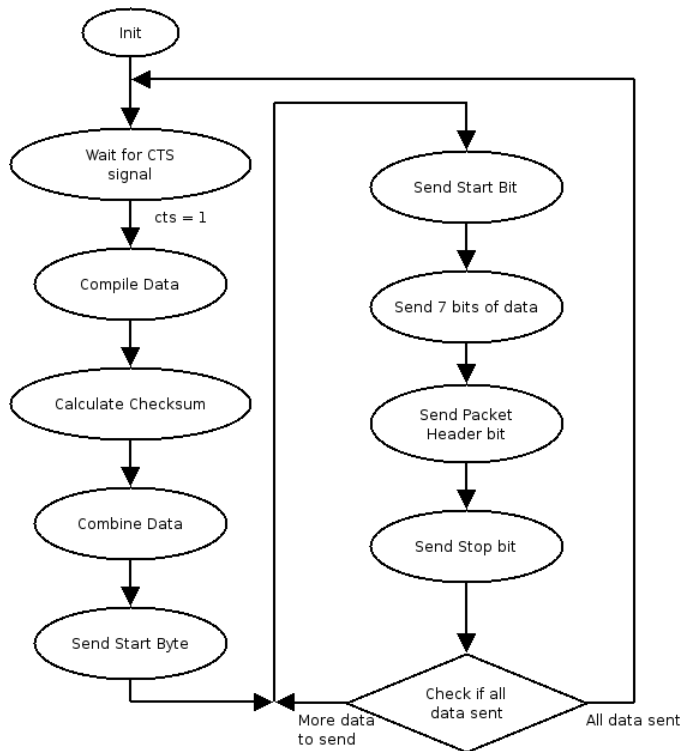 Init
Wait for CTS
signal
cts = 1
Compile Data
Calculate Checksum
Combine Data
Send Start Byte
Send Start Bit
Send 7 bits of data
Send Packet
Header bit
Send Stop bit
Check if all
data sent
More data
to send
All data sent